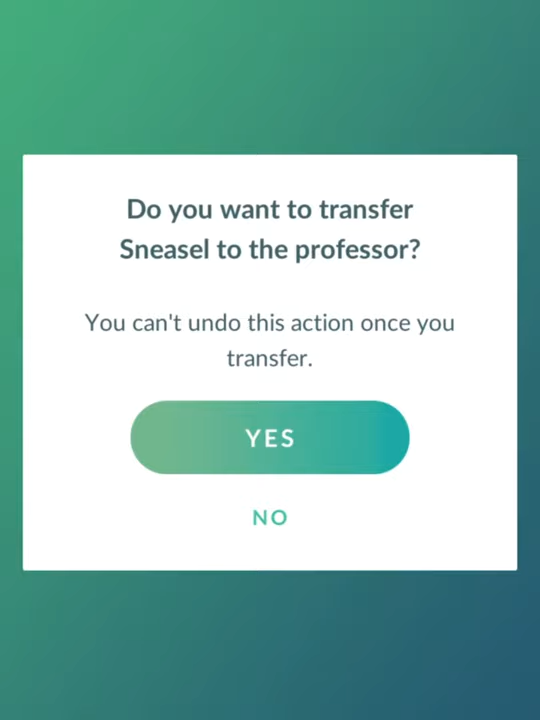 Do you want to transfer
Sneasel to the professor?
You can't undo this action once you
transfer.
YES
NO